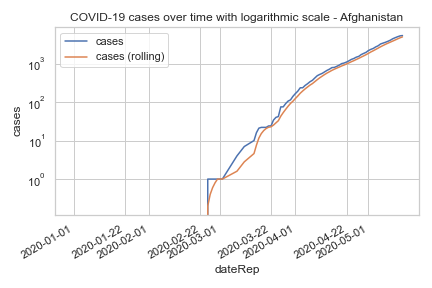 COVID-19 cases over time with logarithmic scale - Afghanistan
cases
cases (rolling)
cases
10³
10²
10¹
10⁰
2020-01-01
2020-01-22
2020-02-01
2020-02-22
2020-03-01
2020-03-22
2020-04-01
2020-04-22
2020-05-01
dateRep